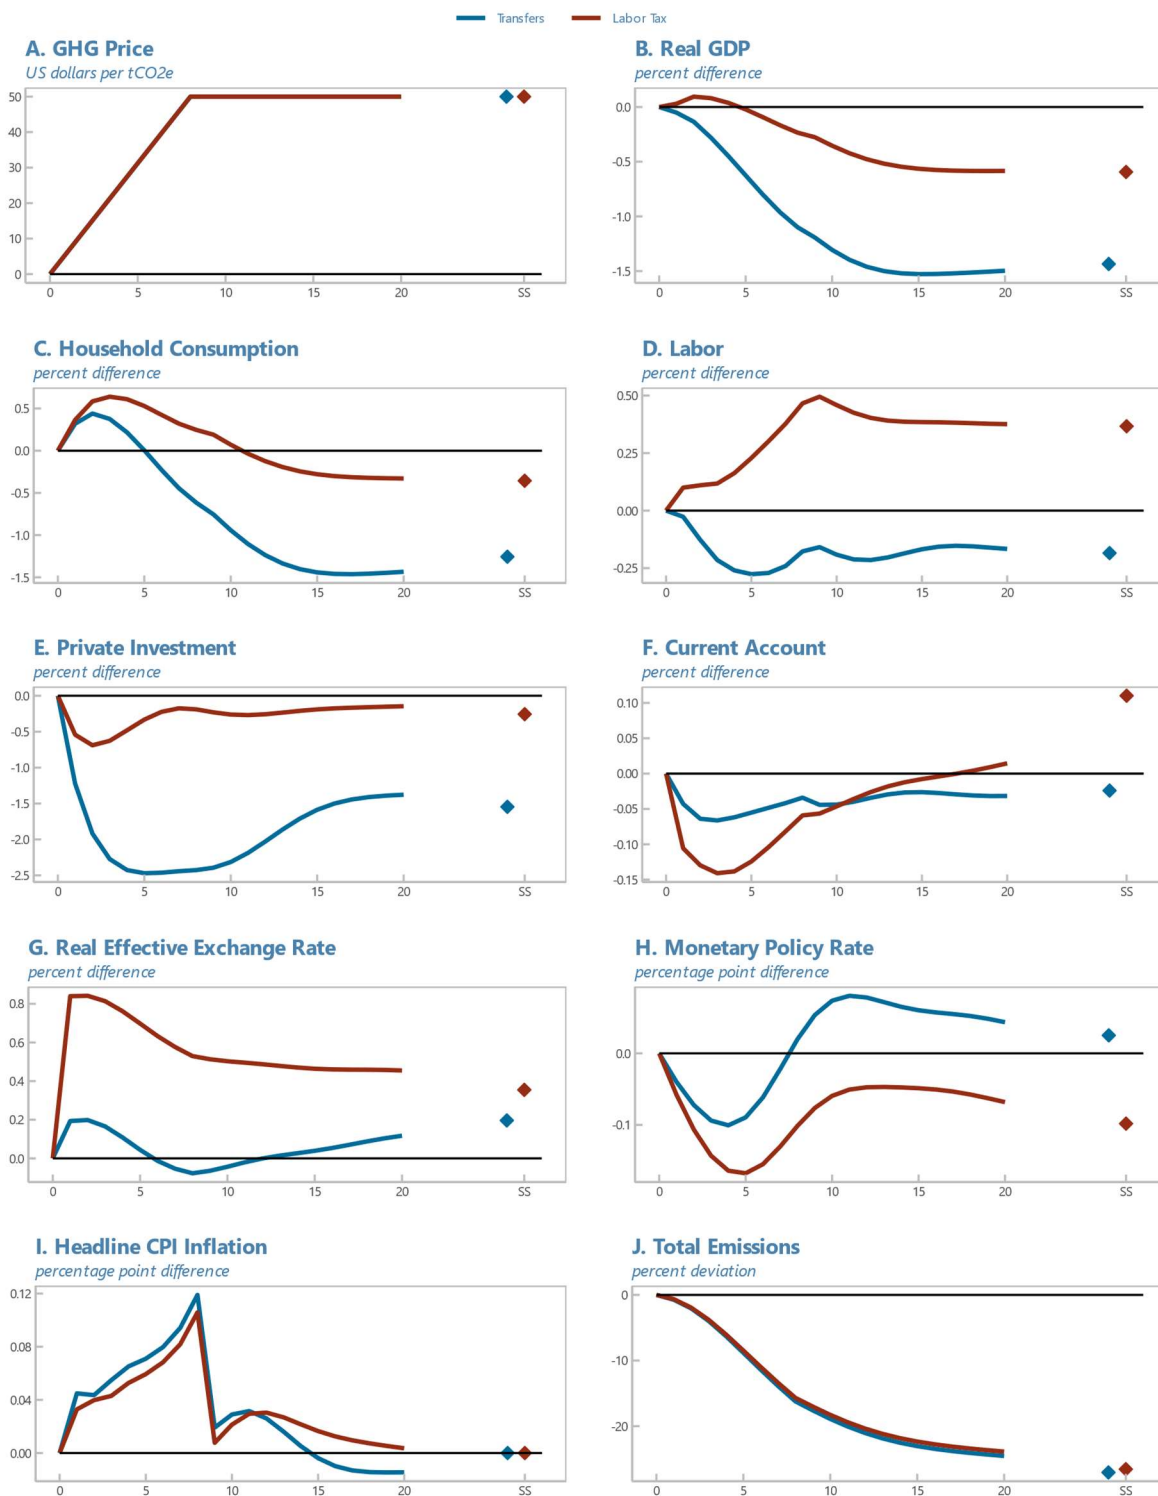 Transfers Labor Tax
A. GHG Price
US dollars per tCO2e
50
40
30
20
10
0
0 5 10 15 20 SS
B. Real GDP
percent difference
0.0
-0.5
-1.0
-1.5
0 5 10 15 20 SS
C. Household Consumption
percent difference
0.5
0.0
-0.5
-1.0
-1.5
0 5 10 15 20 SS
D. Labor
percent difference
0.50
0.25
0.00
-0.25
0 5 10 15 20 SS
E. Private Investment
percent difference
0.0
-0.5
-1.0
-1.5
-2.0
-2.5
0 5 10 15 20 SS
F. Current Account
percent difference
0.10
0.05
0.00
-0.05
-0.10
-0.15
0 5 10 15 20 SS
G. Real Effective Exchange Rate
percent difference
0.8
0.6
0.4
0.2
0.0
0 5 10 15 20 SS
H. Monetary Policy Rate
percentage point difference
0.0
-0.1
0 5 10 15 20 SS
I. Headline CPI Inflation
percentage point difference
0.12
0.08
0.04
0.00
0 5 10 15 20 SS
J. Total Emissions
percent deviation
0
-10
-20
0 5 10 15 20 SS